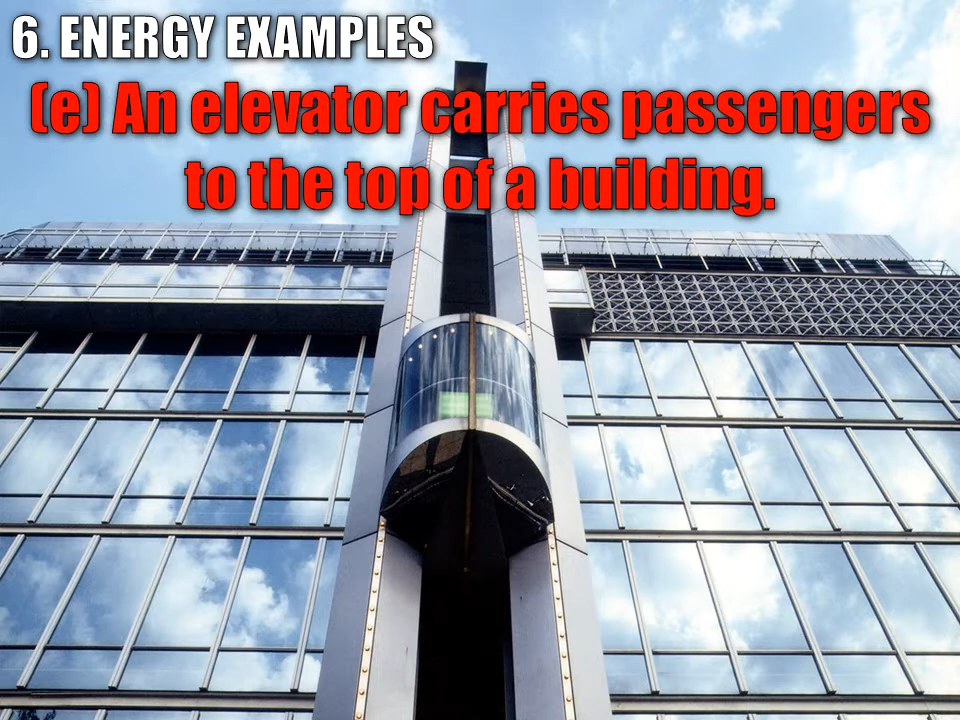 6. ENERGY EXAMPLES
(e) An elevator carries passengers
to the top of a building.